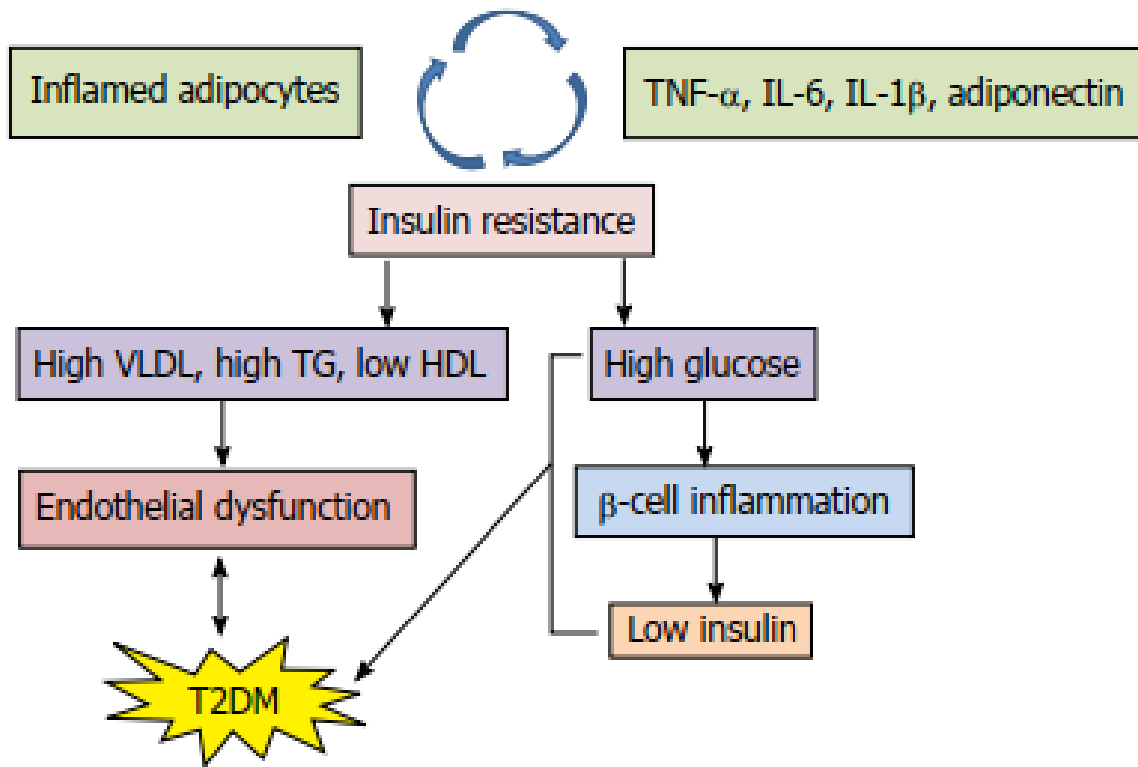 Inflamed adipocytes
TNF-α, IL-6, IL-1β, adiponectin
Insulin resistance
High VLDL, high TG, low HDL
High glucose
Endothelial dysfunction
β-cell inflammation
Low insulin
T2DM